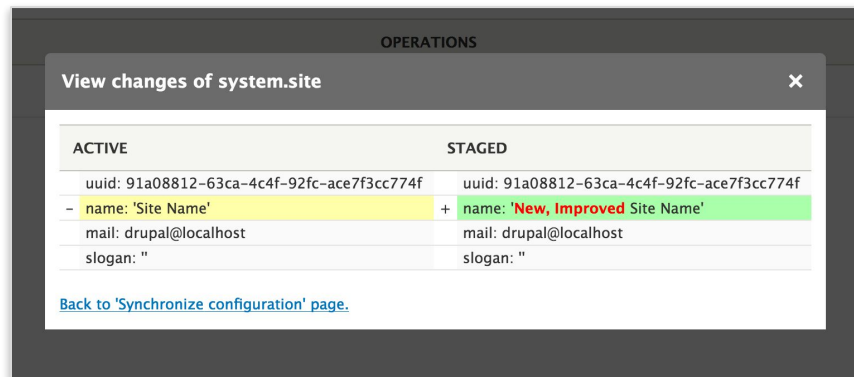 OPERATIONS
View changes of system.site ×
ACTIVE STAGED
uuid: 91a08812-63ca-4c4f-92fc-ace7f3cc774f uuid: 91a08812-63ca-4c4f-92fc-ace7f3cc774f
- name: 'Site Name' + name: 'New, Improved Site Name'
mail: drupal@localhost mail: drupal@localhost
slogan: '' slogan: ''
Back to 'Synchronize configuration' page.